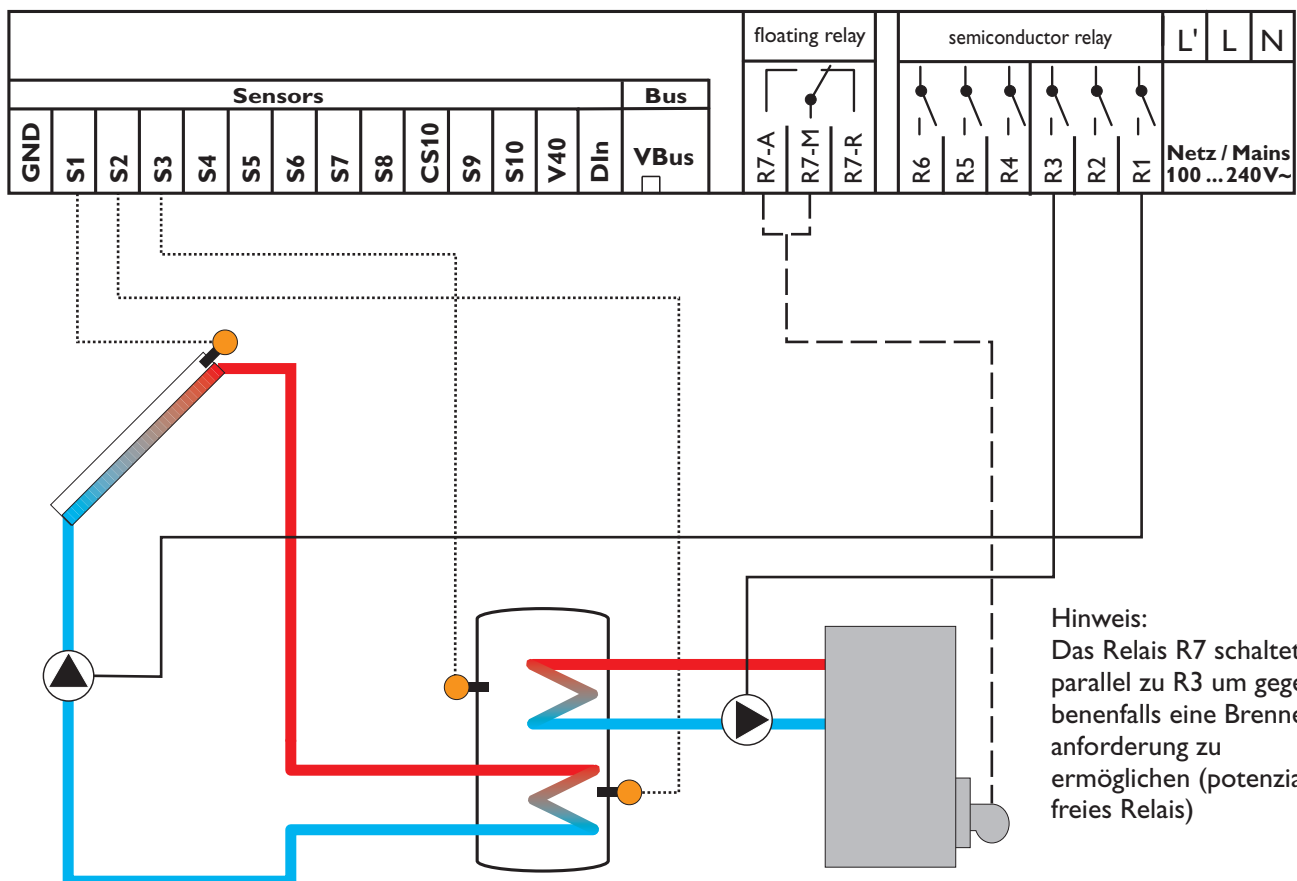 floating relay
semiconductor relay
L' L N
Sensors
Bus
GND
S1
S2
S3
S4
S5
S6
S7
S8
CS10
S9
S10
V40
DIn
VBus
R7-A
R7-M
R7-R
R6
R5
R4
R3
R2
R1
Netz / Mains
100 ... 240V~
Hinweis:
Das Relais R7 schaltet
parallel zu R3 um gege
benenfalls eine Brenne
anforderung zu
ermöglichen (potenzia
freies Relais)